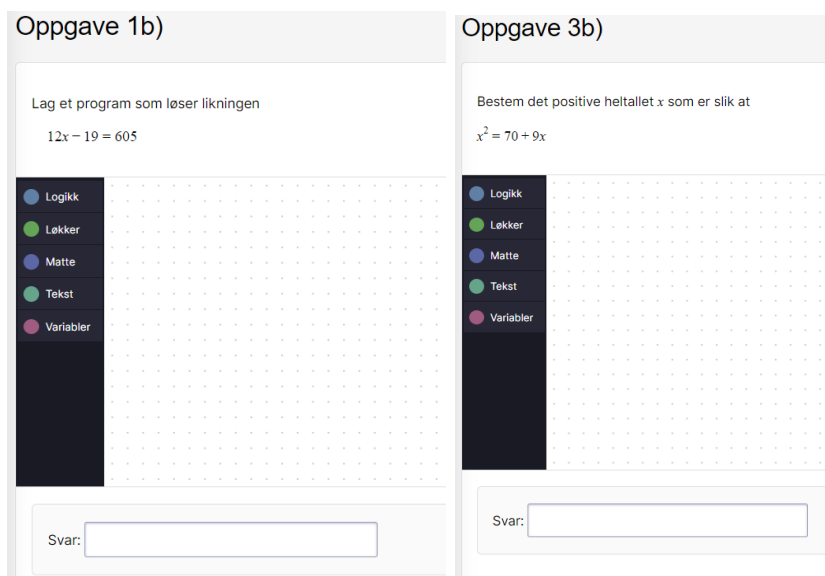 Oppgave 1b)
Lag et program som løser likningen
12x − 19 = 605
Logikk
Løkker
Matte
Tekst
Variabler
Svar:
Oppgave 3b)
Bestem det positive heltallet x som er slik at
x² = 70 + 9x
Logikk
Løkker
Matte
Tekst
Variabler
Svar: